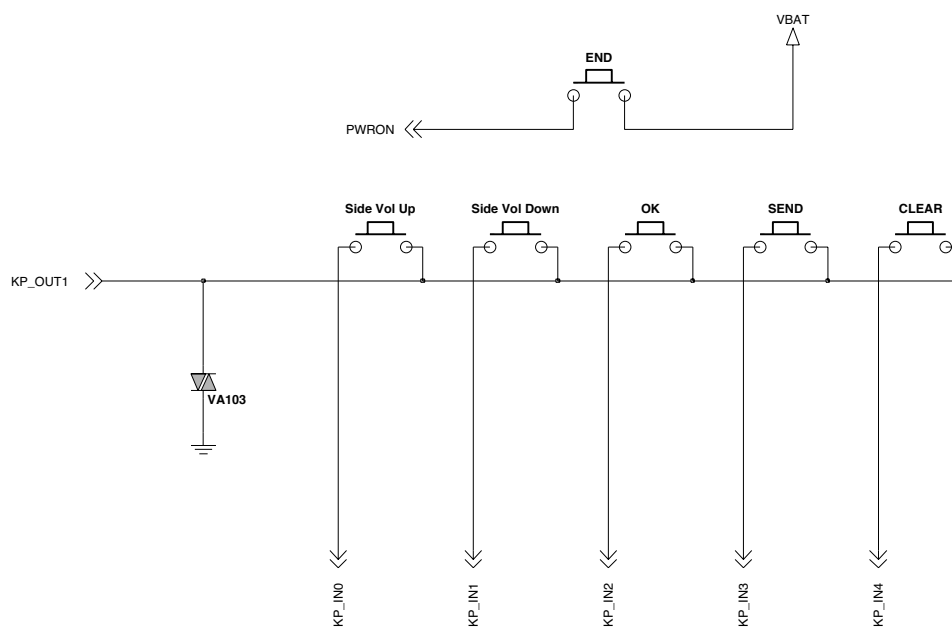 VBAT
END
PWRON
Side Vol Up
Side Vol Down
OK
SEND
CLEAR
KP_OUT1
VA103
KP_IN0
KP_IN1
KP_IN2
KP_IN3
KP_IN4